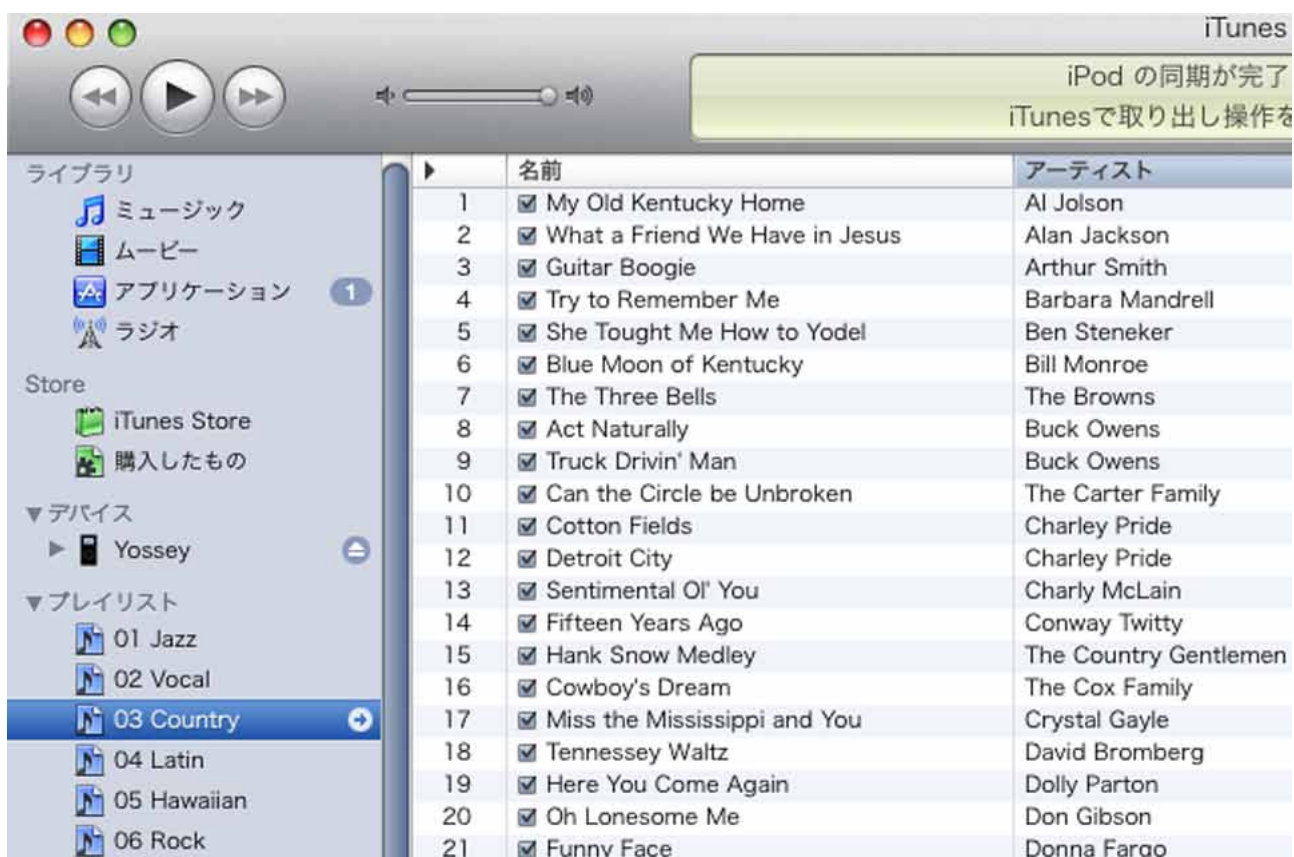 iTunes
iPod の同期が完了
iTunesで取り出し操作を
ライブラリ
ミュージック
ムービー
アプリケーション 1
ラジオ
Store
iTunes Store
購入したもの
デバイス
Yossey
プレイリスト
01 Jazz
02 Vocal
03 Country
04 Latin
05 Hawaiian
06 Rock
名前 アーティスト
1 My Old Kentucky Home Al Jolson
2 What a Friend We Have in Jesus Alan Jackson
3 Guitar Boogie Arthur Smith
4 Try to Remember Me Barbara Mandrell
5 She Tought Me How to Yodel Ben Steneker
6 Blue Moon of Kentucky Bill Monroe
7 The Three Bells The Browns
8 Act Naturally Buck Owens
9 Truck Drivin' Man Buck Owens
10 Can the Circle be Unbroken The Carter Family
11 Cotton Fields Charley Pride
12 Detroit City Charley Pride
13 Sentimental Ol' You Charly McLain
14 Fifteen Years Ago Conway Twitty
15 Hank Snow Medley The Country Gentlemen
16 Cowboy's Dream The Cox Family
17 Miss the Mississippi and You Crystal Gayle
18 Tennessey Waltz David Bromberg
19 Here You Come Again Dolly Parton
20 Oh Lonesome Me Don Gibson
21 Funny Face Donna Fargo